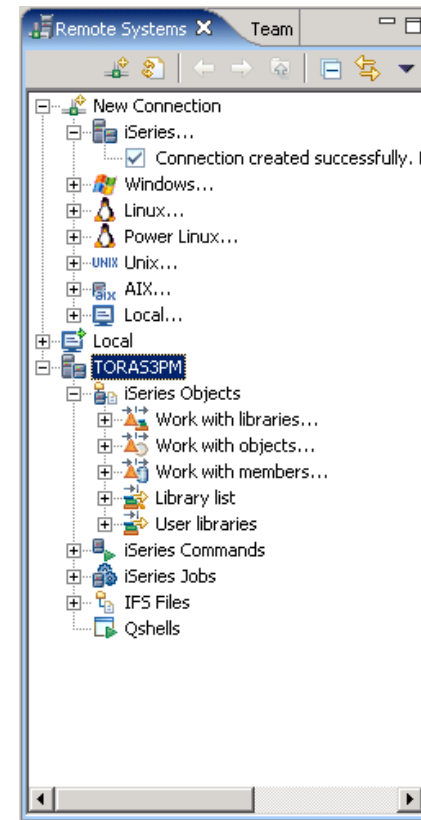 Remote Systems Team
New Connection
iSeries...
Connection created successfully.
Windows...
Linux...
Power Linux...
UNIX Unix...
aix AIX...
Local...
Local
TORAS3PM
iSeries Objects
Work with libraries...
Work with objects...
Work with members...
Library list
User libraries
iSeries Commands
iSeries Jobs
IFS Files
Qshells